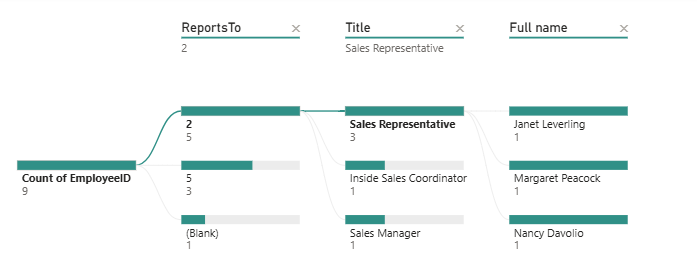 ReportsTo
2
Title
Sales Representative
Full name
Count of EmployeeID
9
2
5
5
3
(Blank)
1
Sales Representative
3
Inside Sales Coordinator
1
Sales Manager
1
Janet Leverling
1
Margaret Peacock
1
Nancy Davolio
1